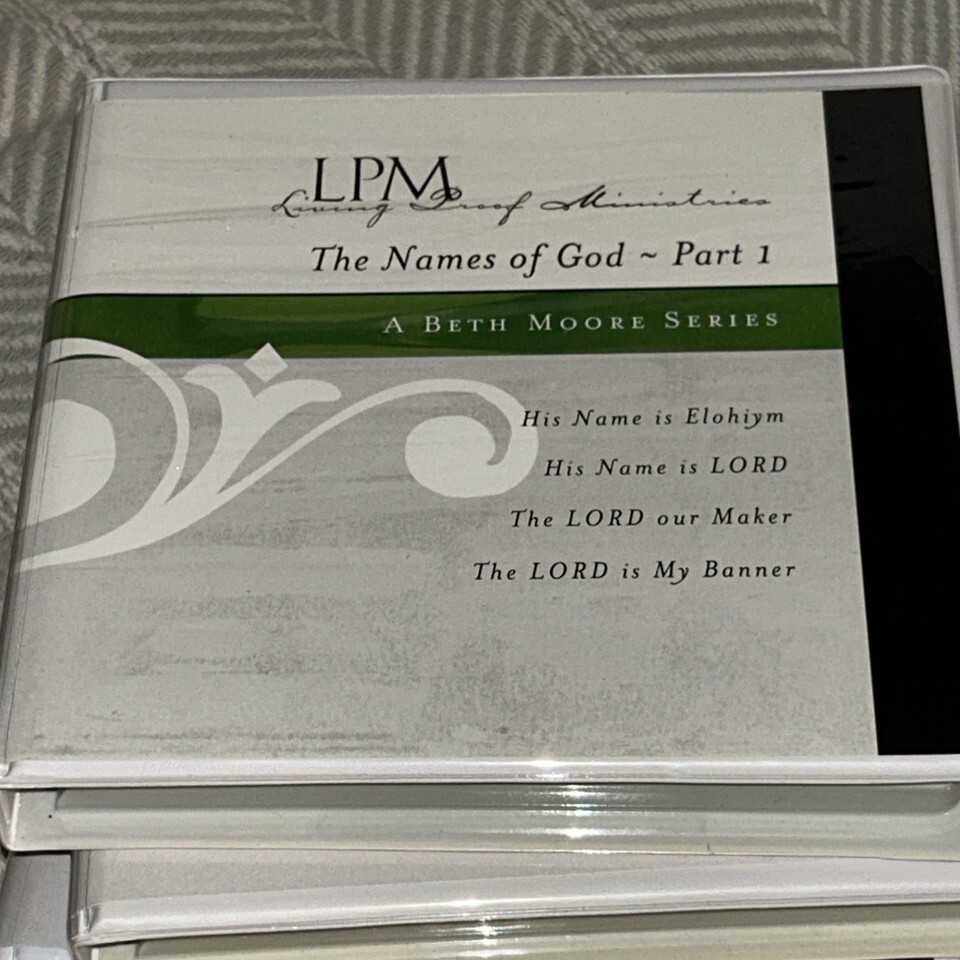 LPM
Living Proof Ministries
The Names of God ~ Part 1
A Beth Moore Series
His Name is Elohiym
His Name is LORD
The LORD our Maker
The LORD is My Banner